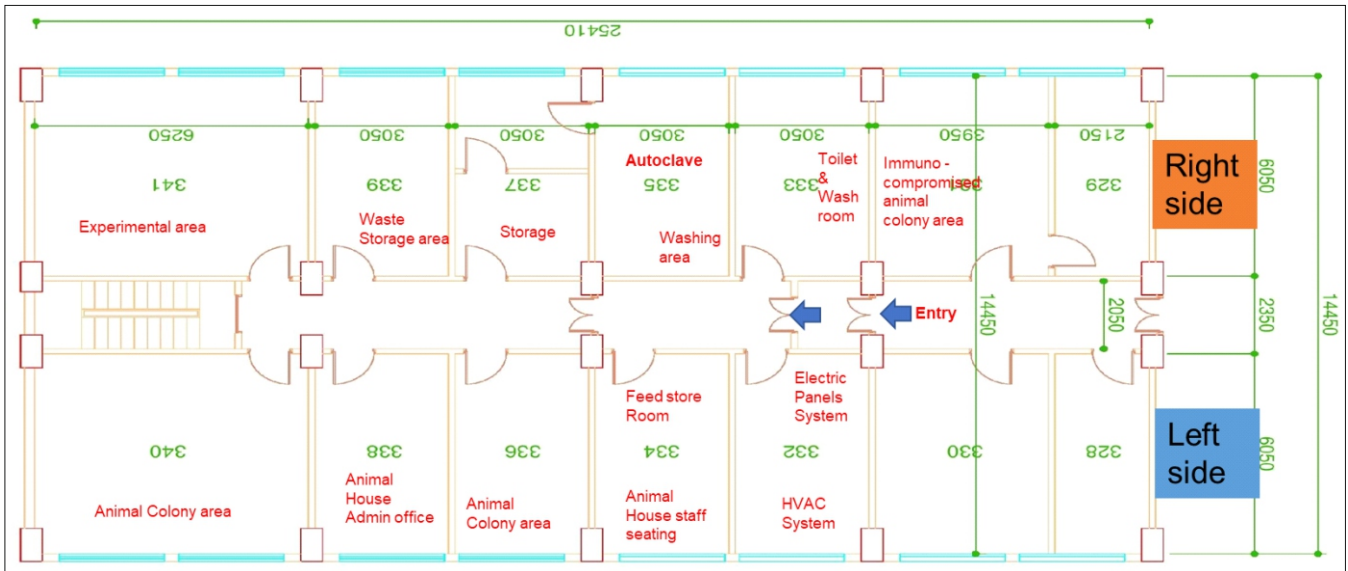 25410
6250
3050
3050
3050
3050
3950
2150
341
339
337
335
333
329
Autoclave
Toilet
&
Wash
room
Immuno -
compromised
animal
colony area
Experimental area
Waste
Storage area
Storage
Washing
area
Right
side
6050
Entry
14450
2050
2350
14450
Feed store
Room
Electric
Panels
System
340
338
336
334
332
330
328
Animal Colony area
Animal
House
Admin office
Animal
Colony area
Animal
House staff
seating
HVAC
System
Left
side
6050